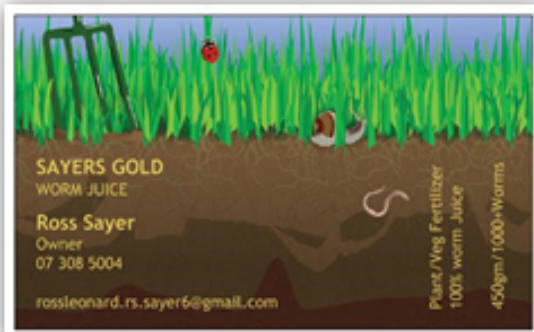 SAYERS GOLD
WORM JUICE
Ross Sayer
Owner
07 308 5004
rossleonard.rs.sayer6@gmail.com
Plant/Veg Fertilizer
100% worm Juice
450gm/1000+Worms